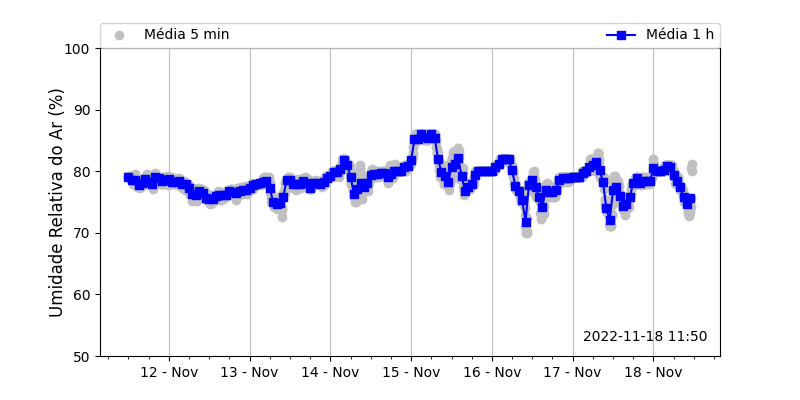 Média 5 min
Média 1 h
Umidade Relativa do Ar (%)
100
90
80
70
60
50
2022-11-18 11:50
12 - Nov
13 - Nov
14 - Nov
15 - Nov
16 - Nov
17 - Nov
18 - Nov